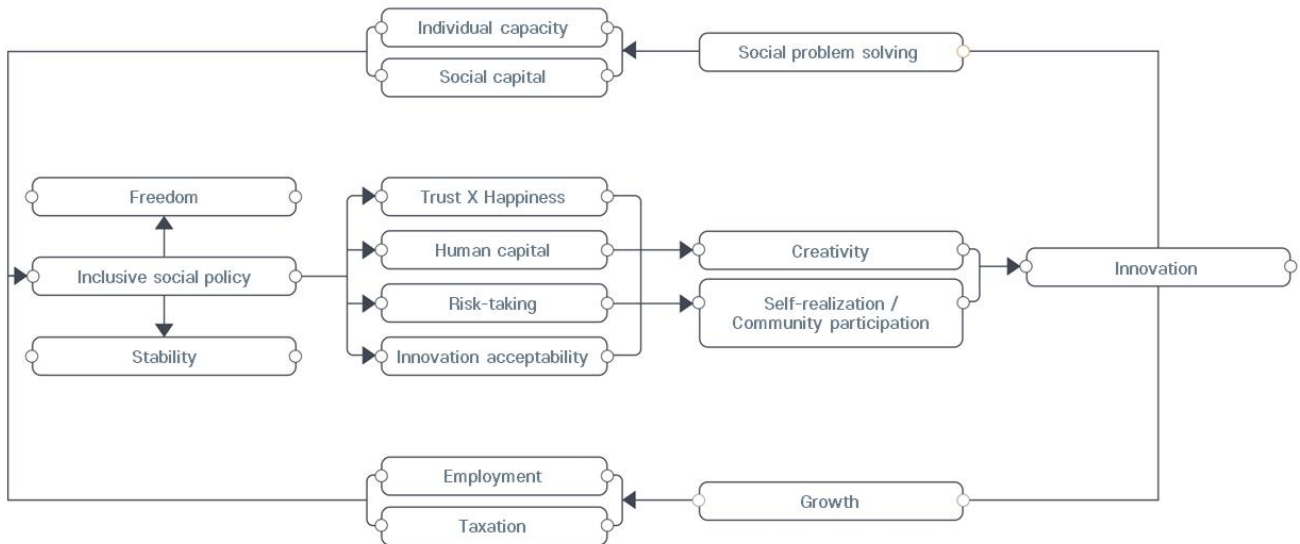 Individual capacity
Social problem solving
Social capital
Freedom
Trust X Happiness
Human capital
Creativity
Inclusive social policy
Innovation
Risk-taking
Self-realization /
Community participation
Stability
Innovation acceptability
Employment
Growth
Taxation